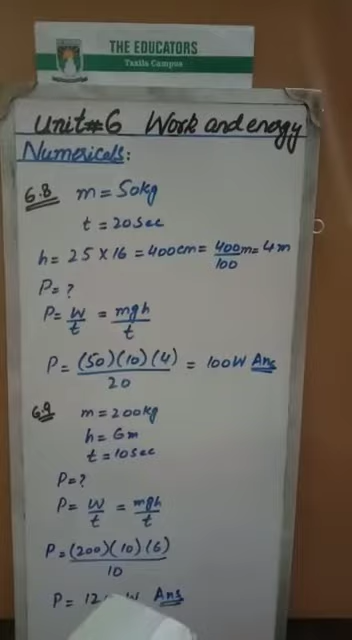 THE EDUCATORS
Taxila Campus
Unit#6 Work and energy
Numericals:
6.8 m = 50kg
t = 20sec
h = 25 × 16 = 400cm = 400m/100 = 4m
P = ?
P = W/t = mgh/t
P = (50)(10)(4)/20 = 100W Ans
6.9 m = 200kg
h = 6m
t = 10sec
P = ?
P = W/t = mgh/t
P = (200)(10)(6)/10
P = W Ans